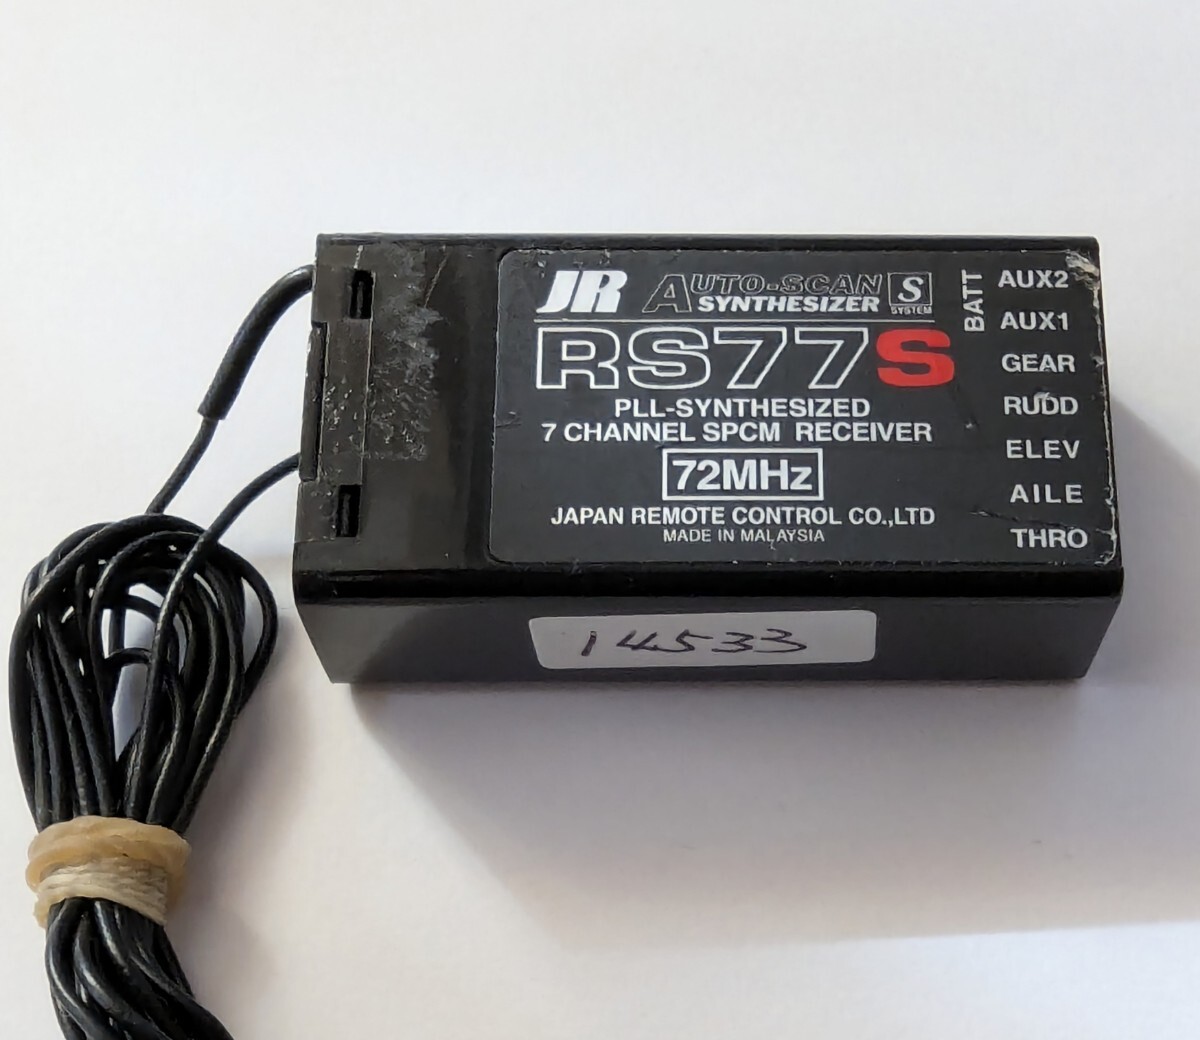 JR AUTO-SCAN SYNTHESIZER S SYSTEM
RS77S
PLL-SYNTHESIZED
7 CHANNEL SPCM RECEIVER
72MHz
JAPAN REMOTE CONTROL CO.,LTD
MADE IN MALAYSIA
BATT
AUX2
AUX1
GEAR
RUDD
ELEV
AILE
THRO
14533